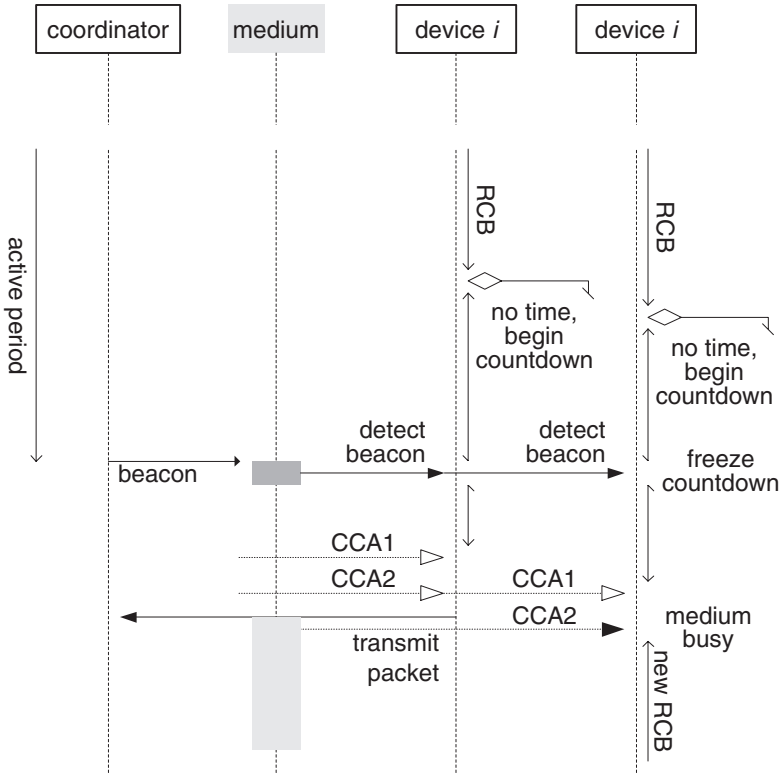 coordinator
medium
device i
device i
active period
RCB
RCB
no time,
begin
countdown
no time,
begin
countdown
detect
beacon
detect
beacon
beacon
freeze
countdown
CCA1
CCA2
CCA1
CCA2
transmit
packet
medium
busy
new RCB